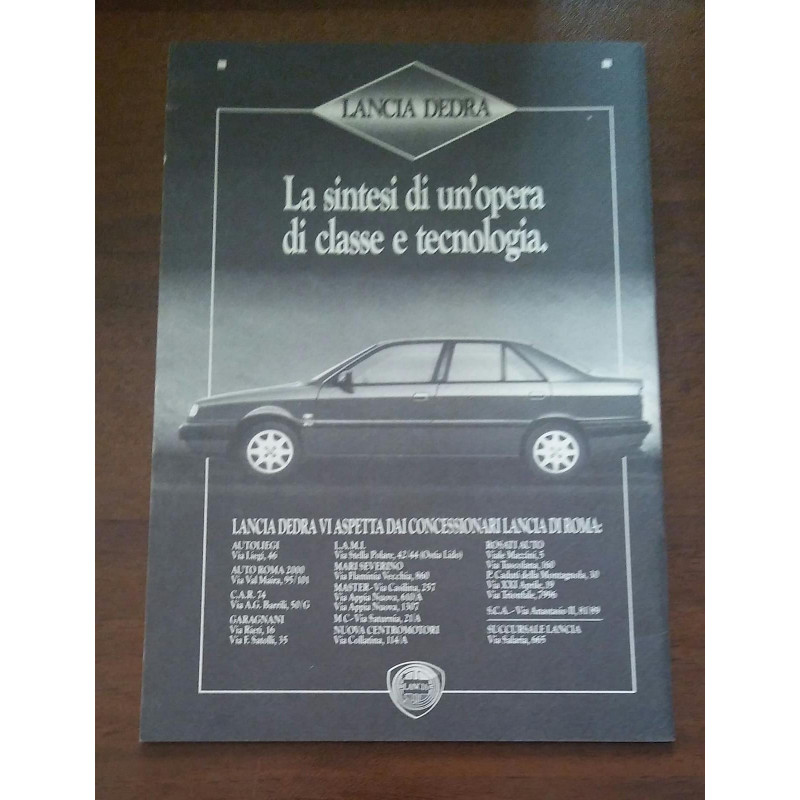 LANCIA DEDRA
La sintesi di un'opera
di classe e tecnologia.
LANCIA DEDRA VI ASPETTA DAI CONCESSIONARI LANCIA DI ROMA:
AUTOLIEGI
Via Liegi, 46
AUTO ROMA 2000
Via Val Maira, 95/101
C.A.R. 74
Via A.G. Barrili, 50/G
GARAGNANI
Via Rieti, 16
Via F. Satolli, 35
L.A.M.I.
Via Stella Polare, 42/44 (Ostia Lido)
MARI SEVERINO
Via Flaminia Vecchia, 860
MASTER - Via Casilina, 257
Via Appia Nuova, 610/A
Via Appia Nuova, 1307
M C - Via Saturnia, 21/A
NUOVA CENTROMOTORI
Via Collatina, 114/A
ROSATI AUTO
Viale Mazzini, 5
Via Tuscolana, 160
P. Caduti della Montagnola, 30
Via XXI Aprile, 19
Via Trionfale, 7996
S.C.A. - Via Anastasio II,
SUCCURSALE LANCIA
Via Salaria, 665
LANCIA